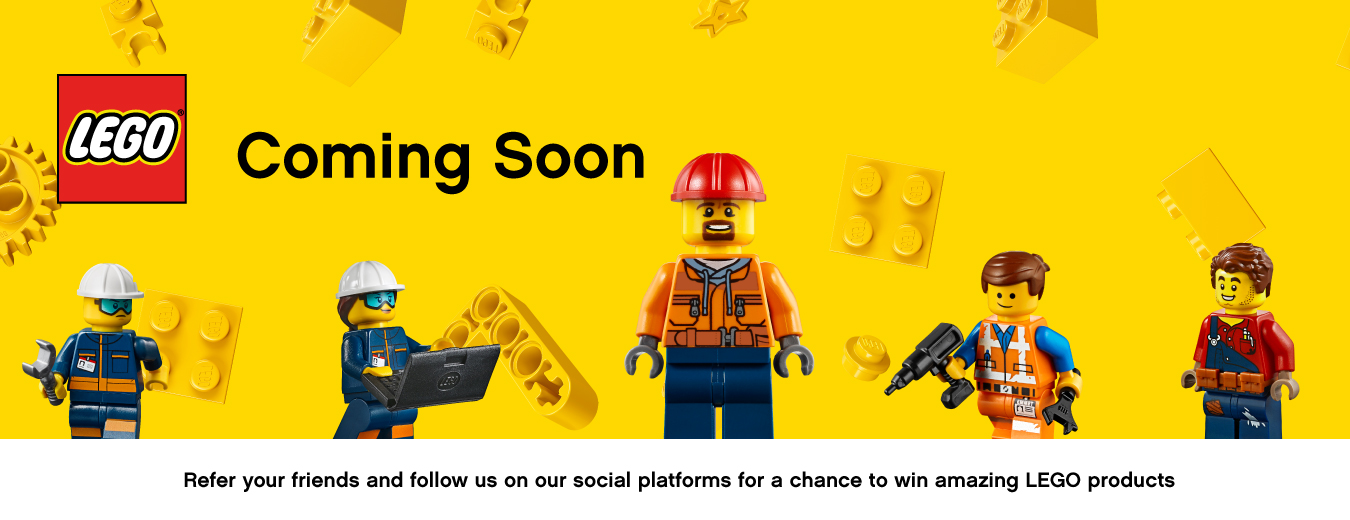 LEGO
Coming Soon
LEGO
Refer your friends and follow us on our social platforms for a chance to win amazing LEGO products